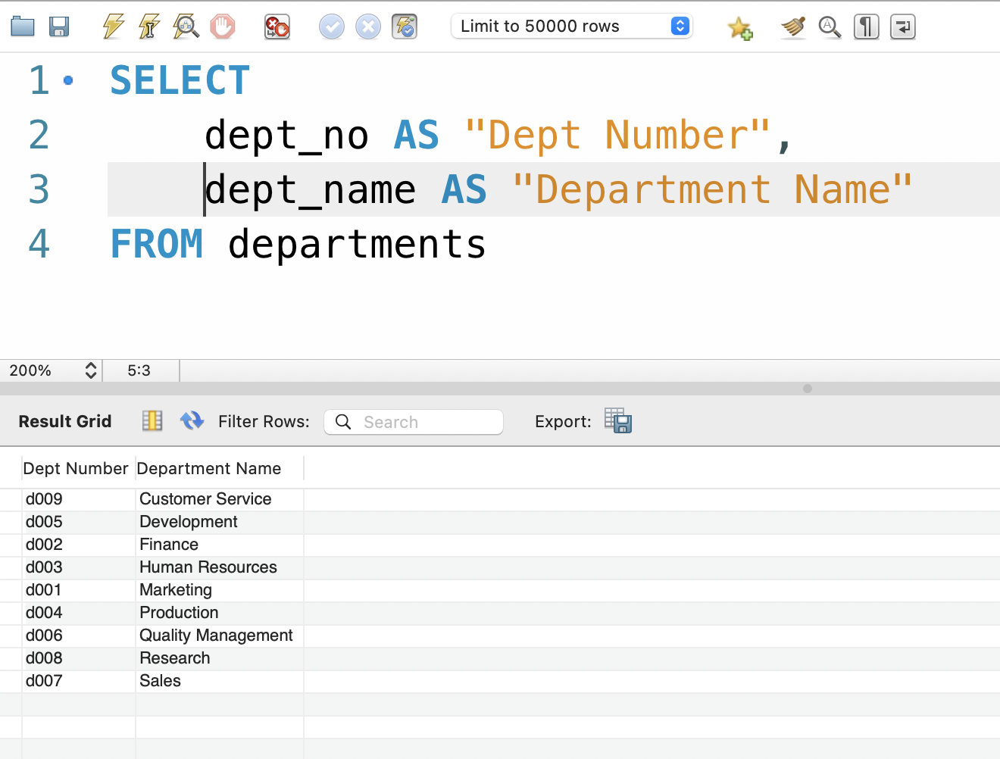 Limit to 50000 rows
1 SELECT
2 dept_no AS "Dept Number",
3 dept_name AS "Department Name"
4 FROM departments
200% 5:3
Result Grid Filter Rows: Search Export:
Dept Number Department Name
d009 Customer Service
d005 Development
d002 Finance
d003 Human Resources
d001 Marketing
d004 Production
d006 Quality Management
d008 Research
d007 Sales